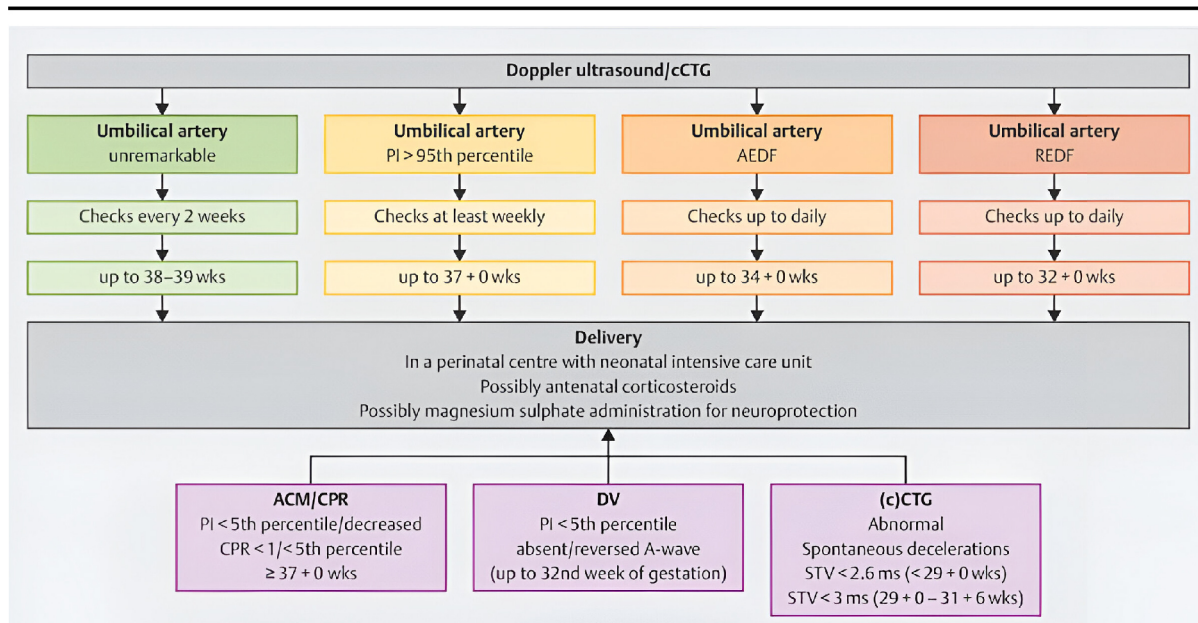 Doppler ultrasound/cCTG
Umbilical artery
unremarkable
Umbilical artery
PI > 95th percentile
Umbilical artery
AEDF
Umbilical artery
REDF
Checks every 2 weeks
Checks at least weekly
Checks up to daily
Checks up to daily
up to 38–39 wks
up to 37 + 0 wks
up to 34 + 0 wks
up to 32 + 0 wks
Delivery
In a perinatal centre with neonatal intensive care unit
Possibly antenatal corticosteroids
Possibly magnesium sulphate administration for neuroprotection
ACM/CPR
PI < 5th percentile/decreased
CPR < 1/< 5th percentile
≥ 37 + 0 wks
DV
PI < 5th percentile
absent/reversed A-wave
(up to 32nd week of gestation)
(c)CTG
Abnormal
Spontaneous decelerations
STV < 2.6 ms (< 29 + 0 wks)
STV < 3 ms (29 + 0 – 31 + 6 wks)